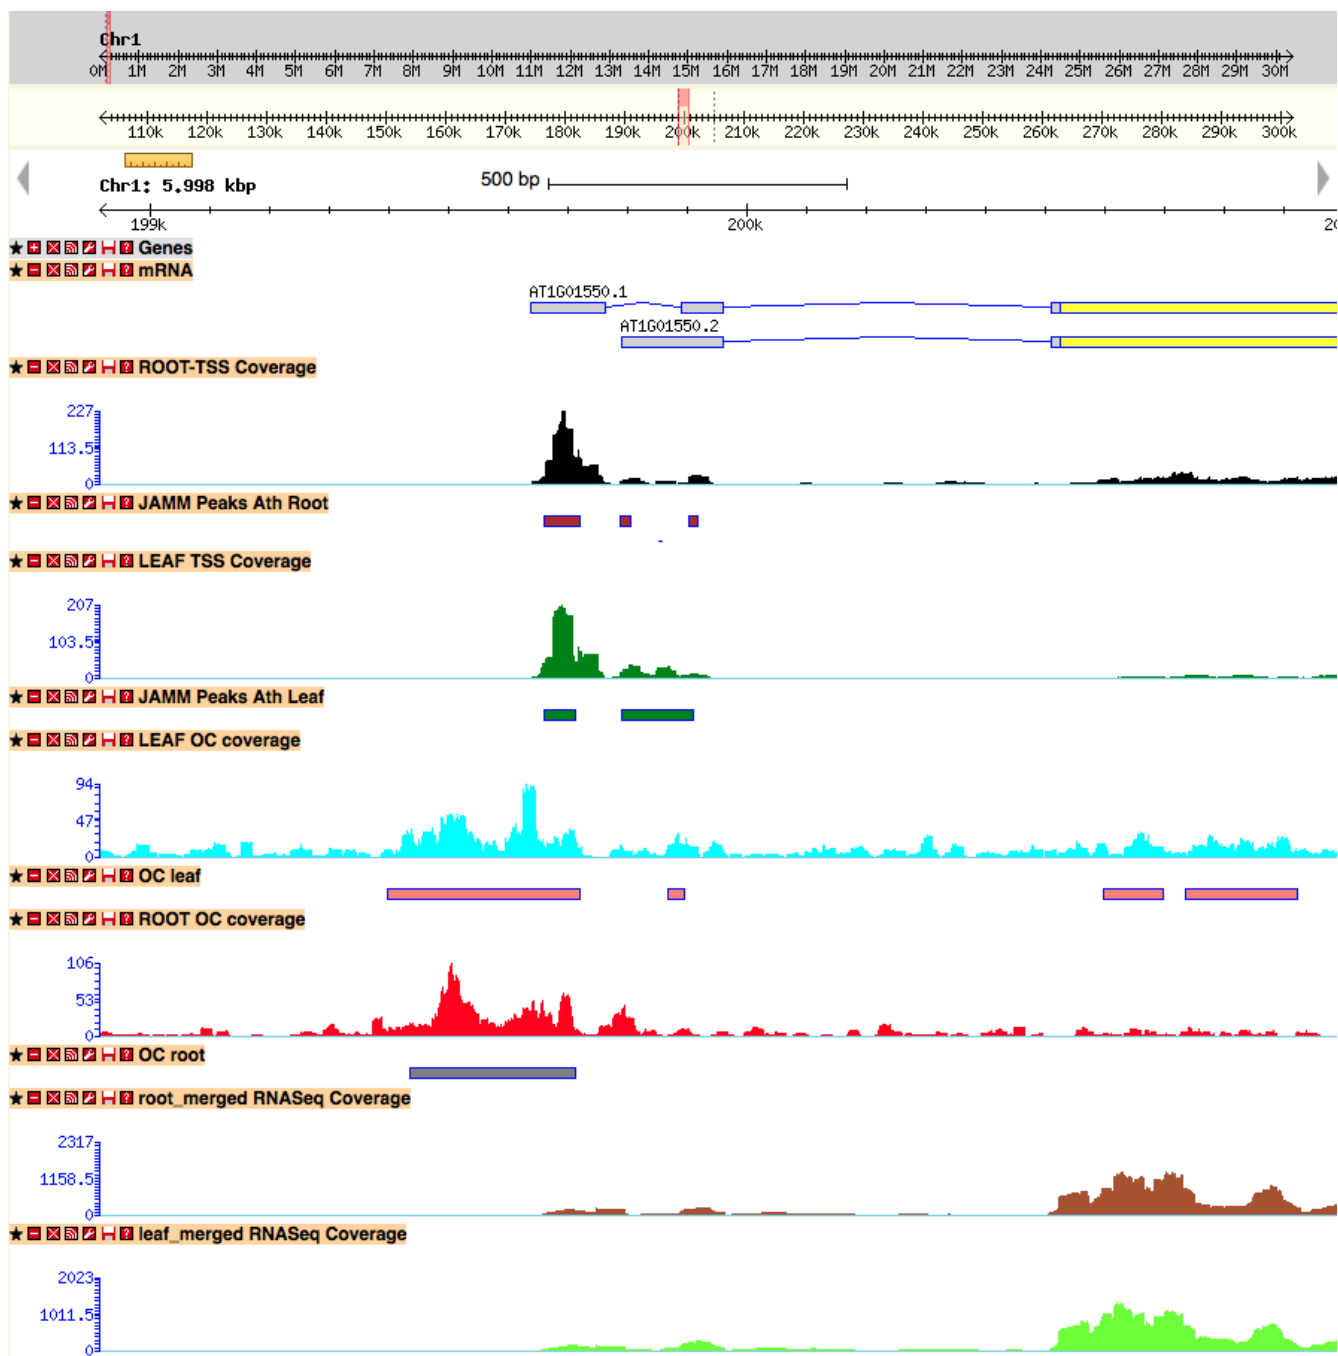 Chr1
0M 1M 2M 3M 4M 5M 6M 7M 8M 9M 10M 11M 12M 13M 14M 15M 16M 17M 18M 19M 20M 21M 22M 23M 24M 25M 26M 27M 28M 29M 30M
110k 120k 130k 140k 150k 160k 170k 180k 190k 200k 210k 220k 230k 240k 250k 260k 270k 280k 290k 300k
Chr1: 5.998 kbp 500 bp
199k 200k 20
Genes
mRNA
AT1G01550.1
AT1G01550.2
ROOT-TSS Coverage
227
113.5
0
JAMM Peaks Ath Root
LEAF TSS Coverage
207
103.5
0
JAMM Peaks Ath Leaf
LEAF OC coverage
94
47
0
OC leaf
ROOT OC coverage
106
53
0
OC root
root_merged RNASeq Coverage
2317
1158.5
0
leaf_merged RNASeq Coverage
2023
1011.5
0